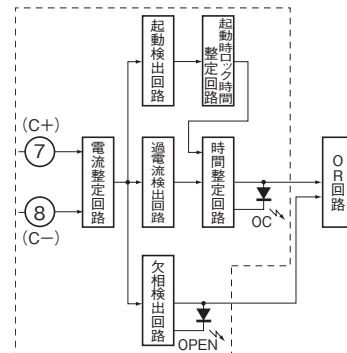 起動検出回路
起動時ロック時間
整定回路
(C+)
7
電流整定回路
過電流検出回路
時間整定回路
OR回路
8
(C−)
OC
欠相検出回路
OPEN